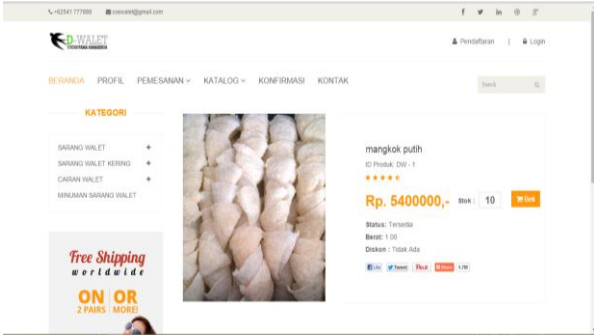 +62541 777888
Pendaftaran | Login
D-WALET
BERANDA PROFIL PEMESANAN KATALOG KONFIRMASI KONTAK
KATEGORI
SARANG WALET +
SARANG WALET KERING +
CAIRAN WALET +
MINUMAN SARANG WALET
mangkok putih
ID Produk: DW - 1
Rp. 5400000,- Stok : 10 Beli
Status: Tersedia
Berat: 1.00
Diskon : Tidak Ada
Like Tweet Pin it
Free Shipping
worldwide
ON OR
2 PAIRS MORE!